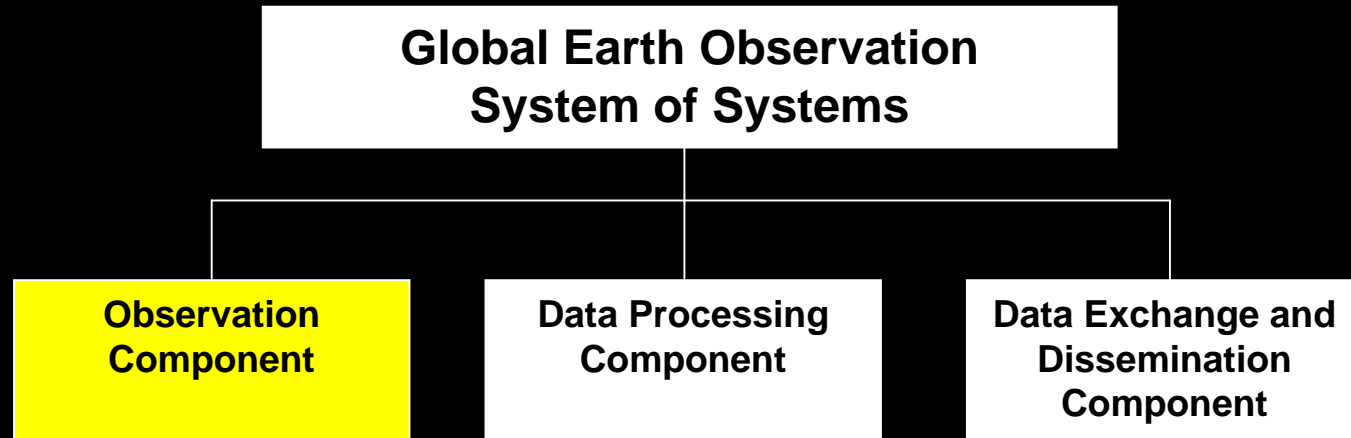 Global Earth Observation
System of Systems
Observation
Component
Data Processing
Component
Data Exchange and
Dissemination
Component